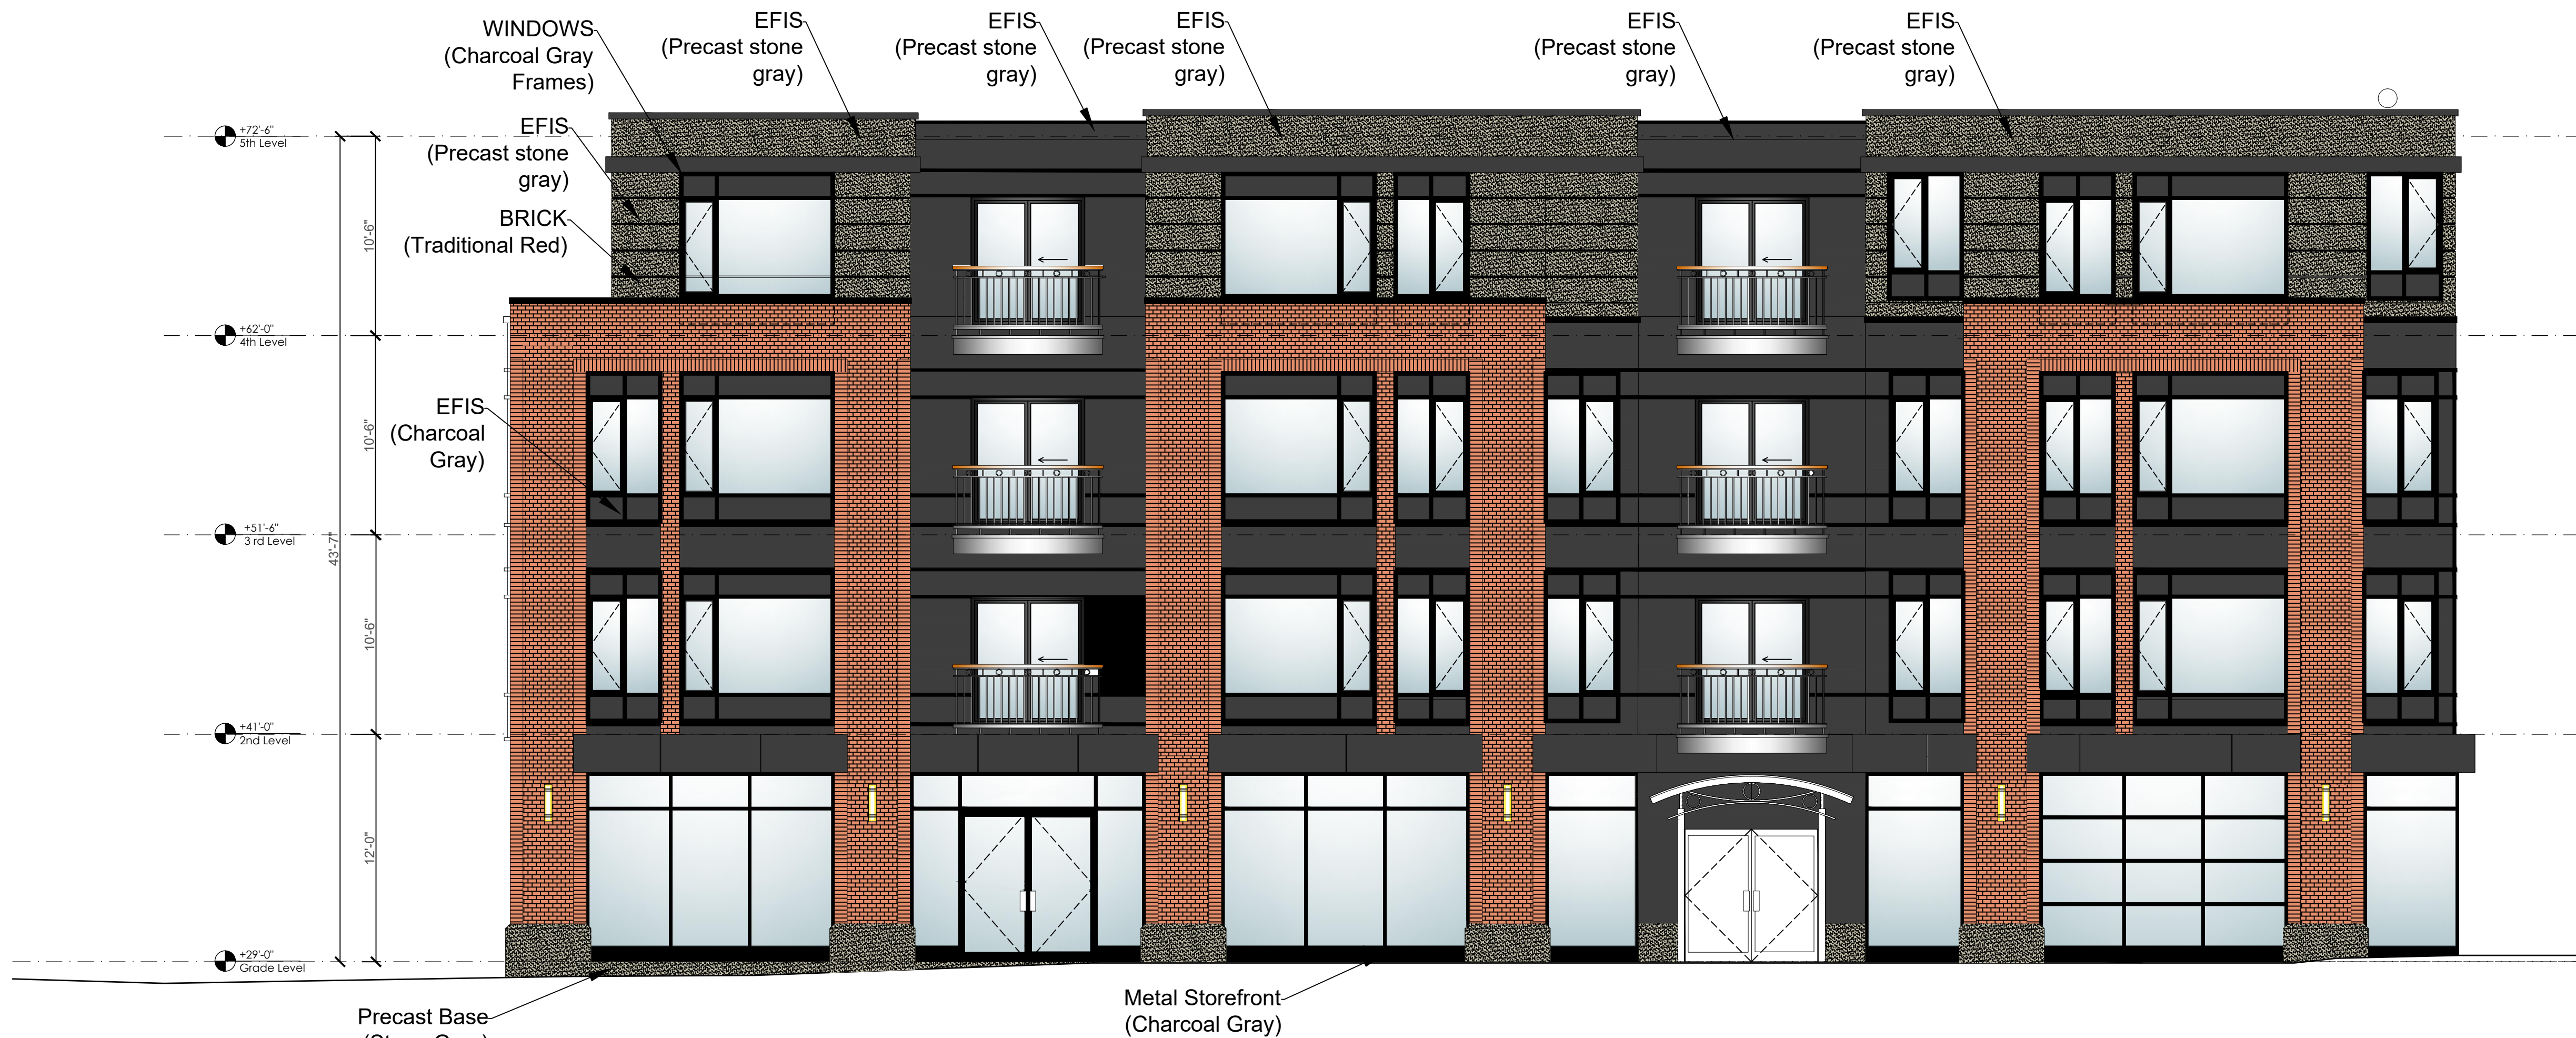 EFIS
(Precast stone
gray)
EFIS
(Precast stone
gray)
EFIS
(Precast stone
gray)
EFIS
(Precast stone
gray)
EFIS
(Precast stone
gray)
WINDOWS
(Charcoal Gray
Frames)
EFIS
(Precast stone
gray)
BRICK
(Traditional Red)
EFIS
(Charcoal
Gray)
+72'-6"
5th Level
+62'-0"
4th Level
+51'-6"
3 rd Level
+41'-0"
2nd Level
+29'-0"
Grade Level
10'-6"
10'-6"
10'-6"
12'-0"
43'-7"
Precast Base
Metal Storefront
(Charcoal Gray)